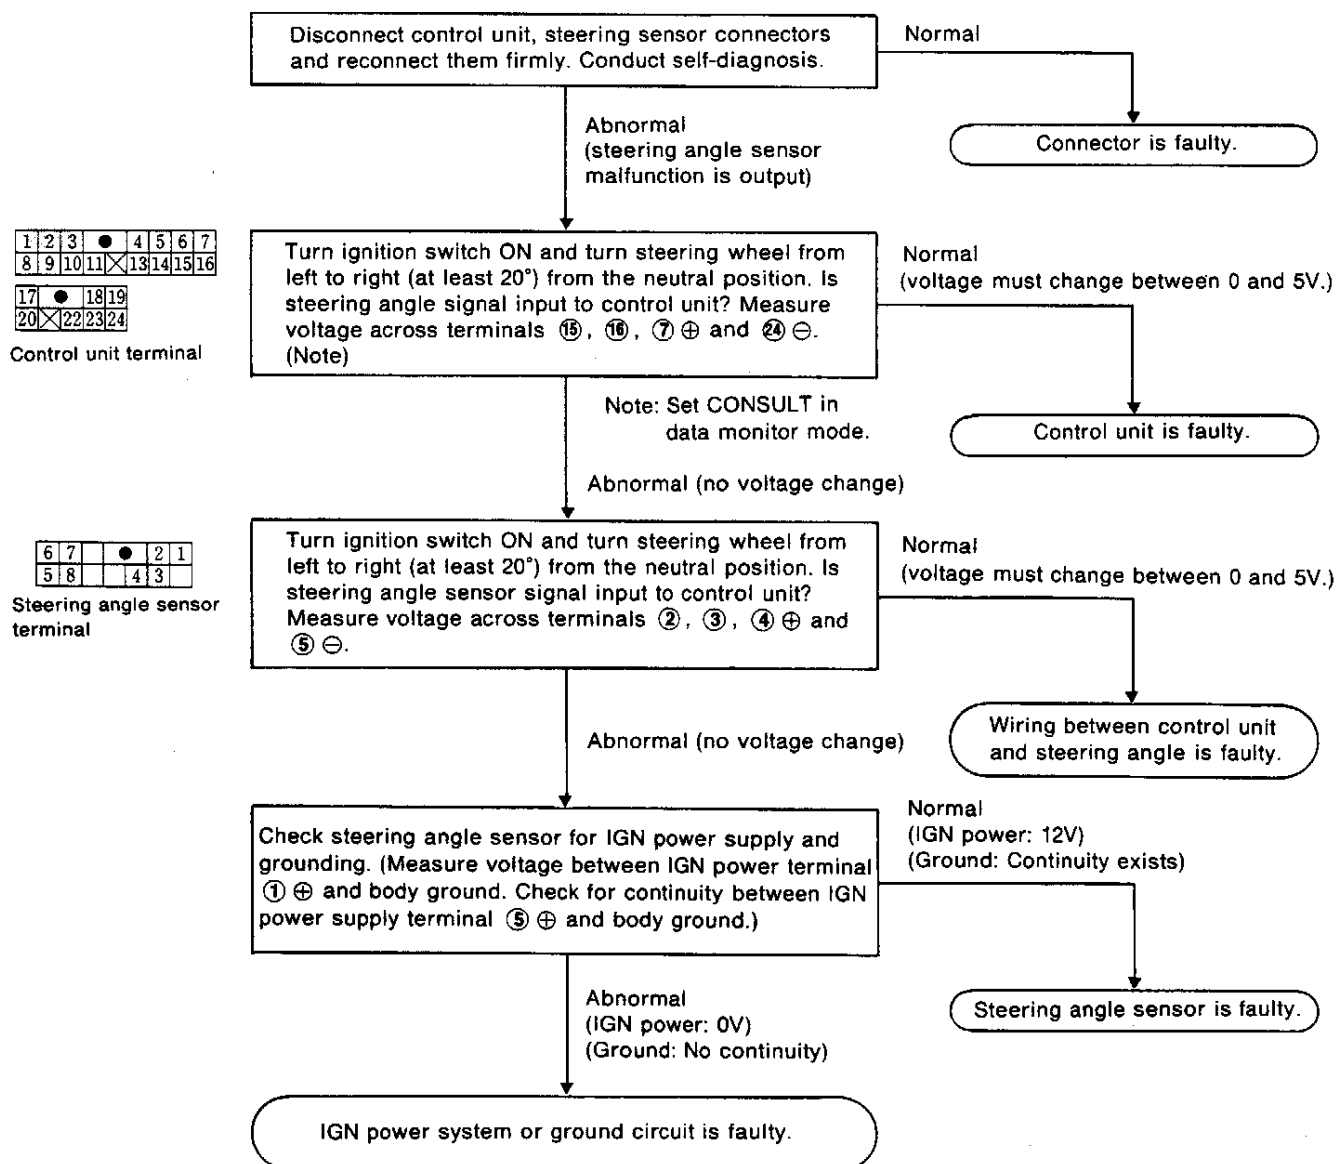 Disconnect control unit, steering sensor connectors
and reconnect them firmly. Conduct self-diagnosis.
Normal
Connector is faulty.
Abnormal
(steering angle sensor
malfunction is output)
1 2 3 ● 4 5 6 7
8 9 10 11 13 14 15 16
17 ● 18 19
20 22 23 24
Control unit terminal
Turn ignition switch ON and turn steering wheel from
left to right (at least 20°) from the neutral position. Is
steering angle signal input to control unit? Measure
voltage across terminals ⑮, ⑯, ⑦ ⊕ and ㉔ ⊖.
(Note)
Normal
(voltage must change between 0 and 5V.)
Control unit is faulty.
Note: Set CONSULT in
data monitor mode.
Abnormal (no voltage change)
6 7 ● 2 1
5 8 4 3
Steering angle sensor
terminal
Turn ignition switch ON and turn steering wheel from
left to right (at least 20°) from the neutral position. Is
steering angle sensor signal input to control unit?
Measure voltage across terminals ②, ③, ④ ⊕ and
⑤ ⊖.
Normal
(voltage must change between 0 and 5V.)
Wiring between control unit
and steering angle is faulty.
Abnormal (no voltage change)
Check steering angle sensor for IGN power supply and
grounding. (Measure voltage between IGN power terminal
① ⊕ and body ground. Check for continuity between IGN
power supply terminal ⑤ ⊕ and body ground.)
Normal
(IGN power: 12V)
(Ground: Continuity exists)
Steering angle sensor is faulty.
Abnormal
(IGN power: 0V)
(Ground: No continuity)
IGN power system or ground circuit is faulty.